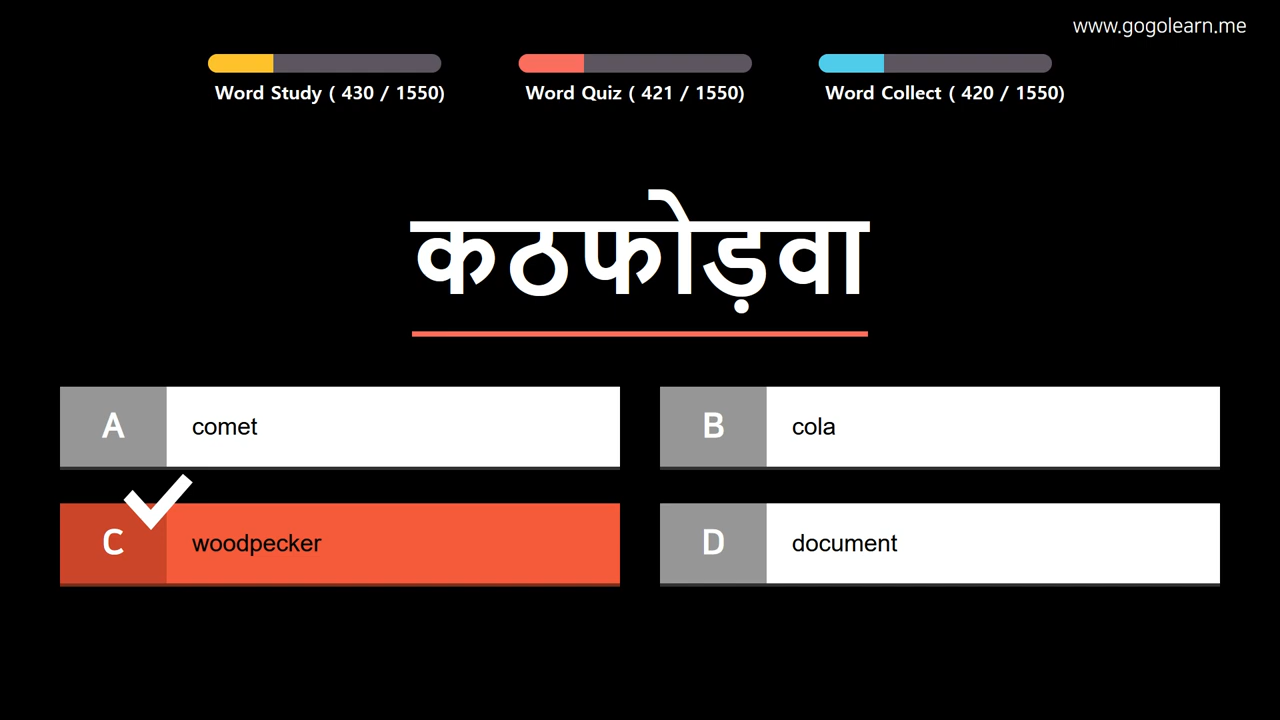 www.gogolearn.me
Word Study ( 430 / 1550)
Word Quiz ( 421 / 1550)
Word Collect ( 420 / 1550)
कठफोड़वा
A comet
B cola
C woodpecker
D document